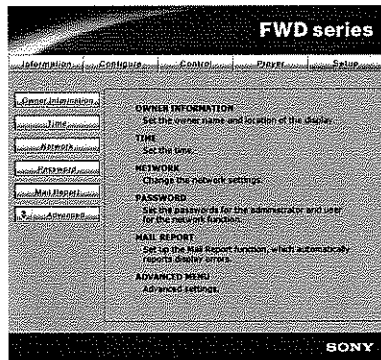 FWD series
Information Configure Control Player Setup
Owner Information
Time
Network
Password
Mail Report
Advanced
OWNER INFORMATION
Set the owner name and location of the display.
TIME
Set the time.
NETWORK
Change the network settings.
PASSWORD
Set the passwords for the administrator and user
for the network function.
MAIL REPORT
Set up the Mail Report function, which automatically
reports display errors.
ADVANCED MENU
Advanced settings.
SONY